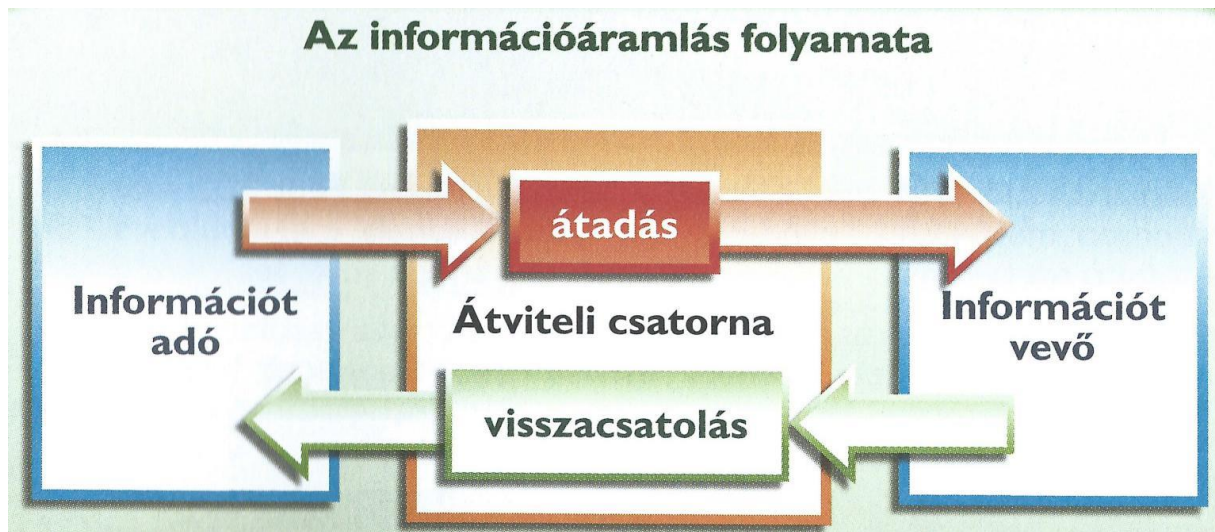 Az információáramlás folyamata
átadás
Információt
adó
Átviteli csatorna
Információt
vevő
visszacsatolás